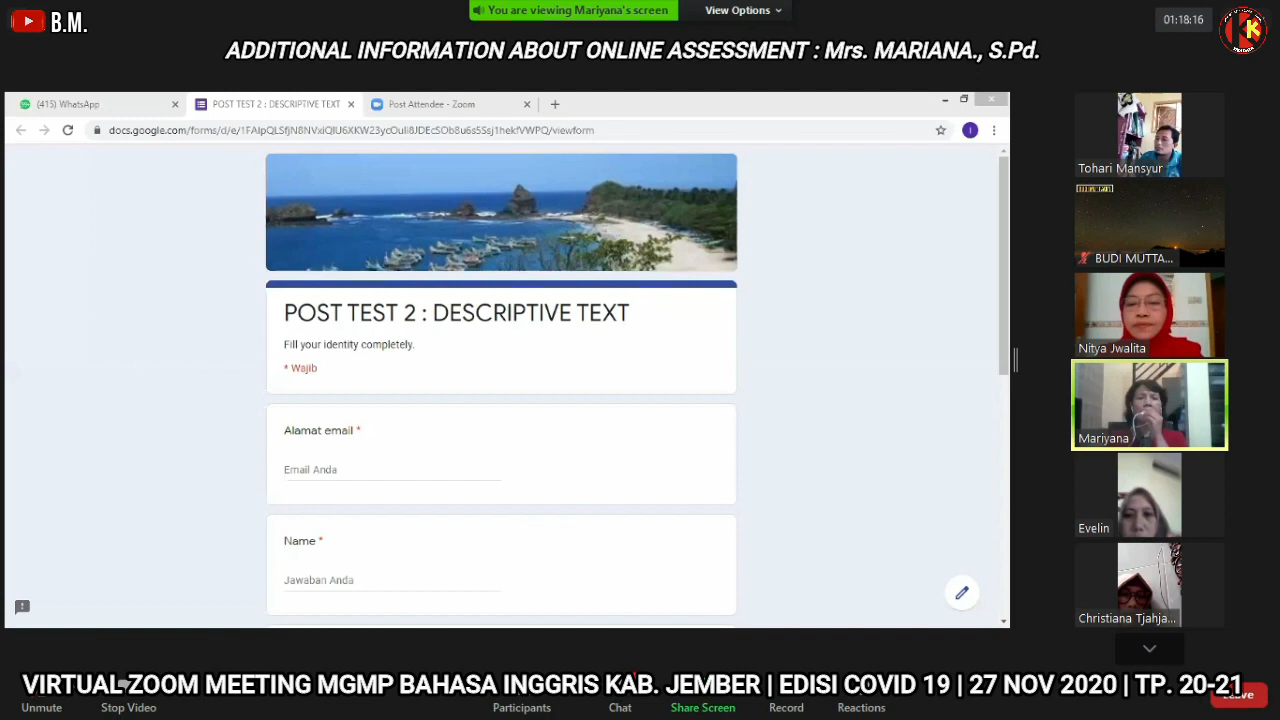 B.M.
You are viewing Mariyana's screen
View Options
01:18:16
ADDITIONAL INFORMATION ABOUT ONLINE ASSESSMENT : Mrs. MARIANA., S.Pd.
(415) WhatsApp
POST TEST 2 : DESCRIPTIVE TEXT
Post Attendee - Zoom
POST TEST 2 : DESCRIPTIVE TEXT
Fill your identity completely.
* Wajib
Alamat email *
Email Anda
Name *
Jawaban Anda
Tohari Mansyur
BUDI MUTTA...
Nitya Jwalita
Mariyana
Evelin
Christiana Tjahja...
VIRTUAL ZOOM MEETING MGMP BAHASA INGGRIS KAB. JEMBER | EDISI COVID 19 | 27 NOV 2020 | TP. 20-21
Unmute
Stop Video
Participants
Chat
Share Screen
Record
Reactions
Leave